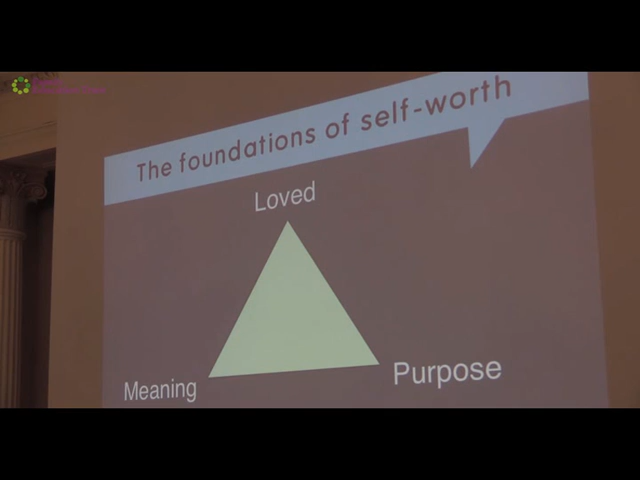 The foundations of self-worth
Loved
Meaning
Purpose